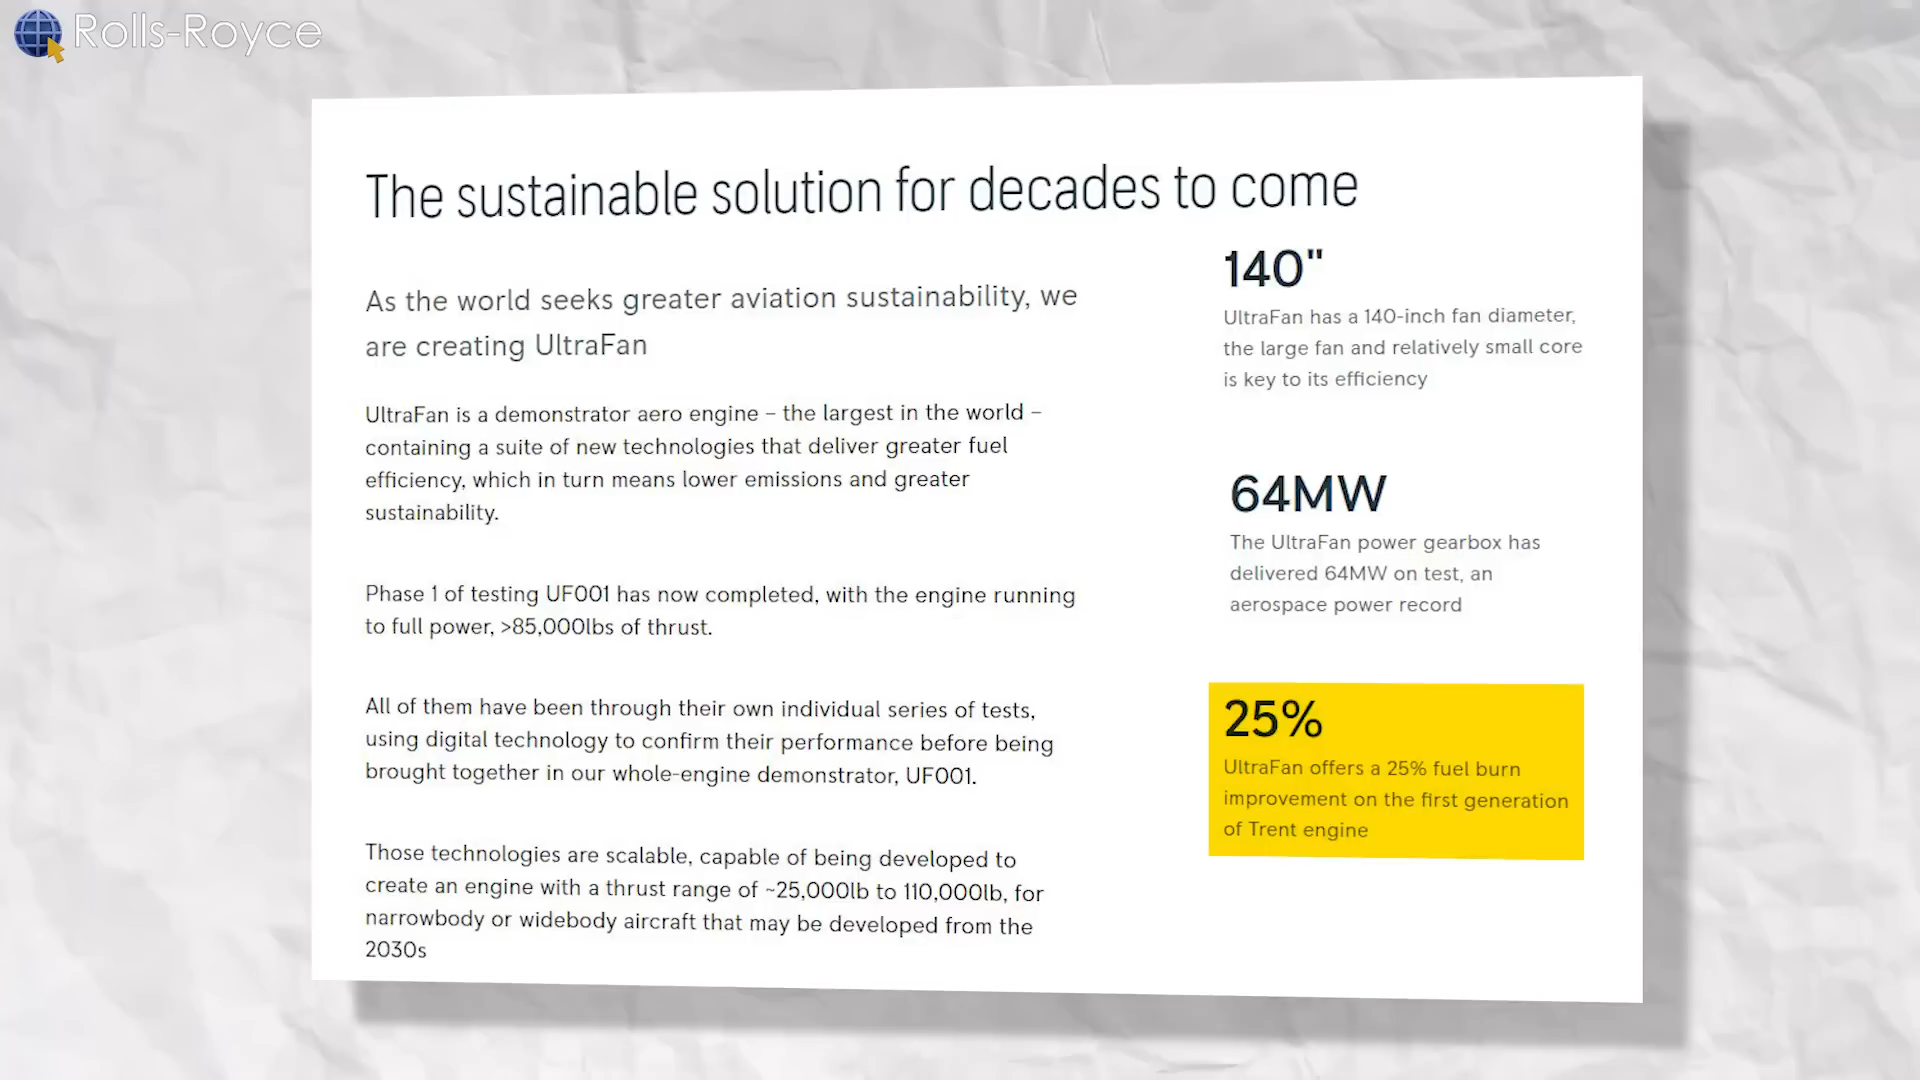 Rolls-Royce
The sustainable solution for decades to come
As the world seeks greater aviation sustainability, we
are creating UltraFan
UltraFan is a demonstrator aero engine – the largest in the world –
containing a suite of new technologies that deliver greater fuel
efficiency, which in turn means lower emissions and greater
sustainability.
Phase 1 of testing UF001 has now completed, with the engine running
to full power, >85,000lbs of thrust.
All of them have been through their own individual series of tests,
using digital technology to confirm their performance before being
brought together in our whole-engine demonstrator, UF001.
Those technologies are scalable, capable of being developed to
create an engine with a thrust range of ~25,000lb to 110,000lb, for
narrowbody or widebody aircraft that may be developed from the
2030s
140"
UltraFan has a 140-inch fan diameter,
the large fan and relatively small core
is key to its efficiency
64MW
The UltraFan power gearbox has
delivered 64MW on test, an
aerospace power record
25%
UltraFan offers a 25% fuel burn
improvement on the first generation
of Trent engine